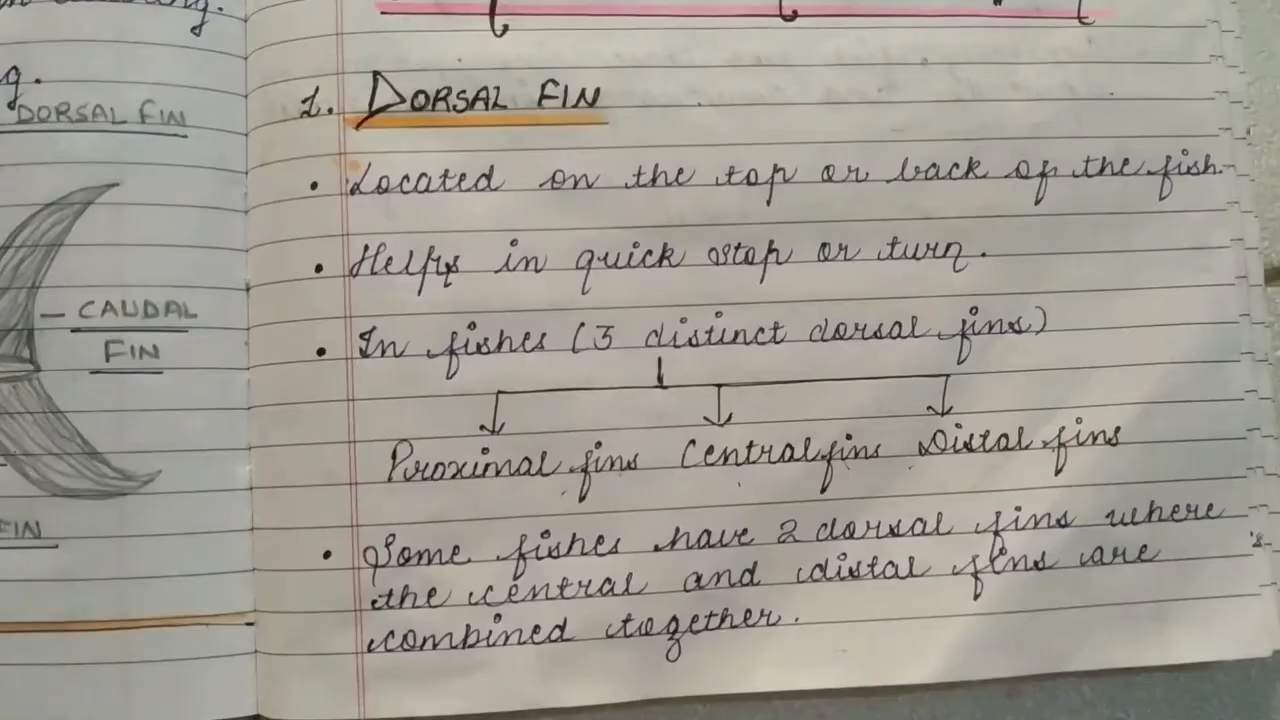 g.
DORSAL FIN
CAUDAL
FIN
FIN
1. DORSAL FIN
• Located on the top or back of the fish.
• Helps in quick stop or turn.
• In fishes (3 distinct dorsal fins)
Proximal fins Central fins Distal fins
• Some fishes have 2 dorsal fins where
the central and distal fins are
combined together.